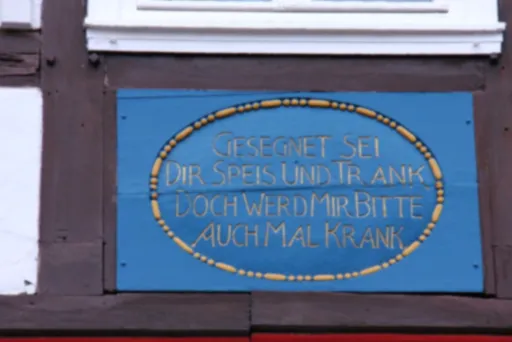 GESEGNET SEI
DIR SPEIS UND TRANK
DOCH WERD MIR BITTE
AUCH MAL KRANK